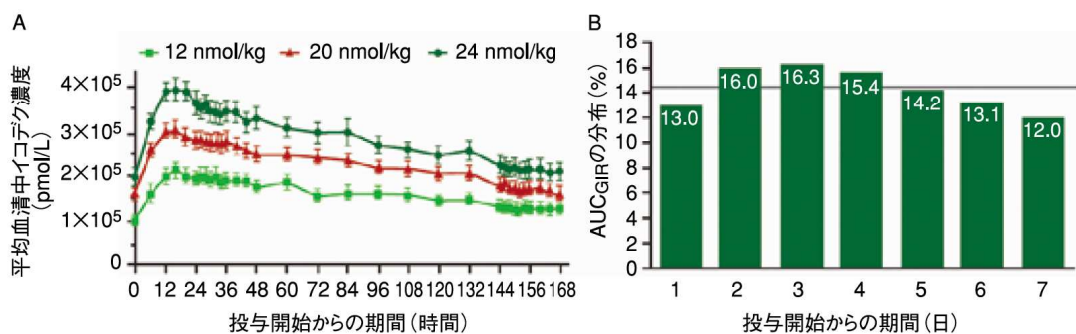 A
12 nmol/kg 20 nmol/kg 24 nmol/kg
平均血清中イコデク濃度
(pmol/L)
4×10⁵
3×10⁵
2×10⁵
1×10⁵
0
0 12 24 36 48 60 72 84 96 108 120 132 144 156 168
投与開始からの期間(時間)
B
AUCGIRの分布(%)
18
16
14
12
10
8
6
4
2
0
13.0 16.0 16.3 15.4 14.2 13.1 12.0
1 2 3 4 5 6 7
投与開始からの期間(日)